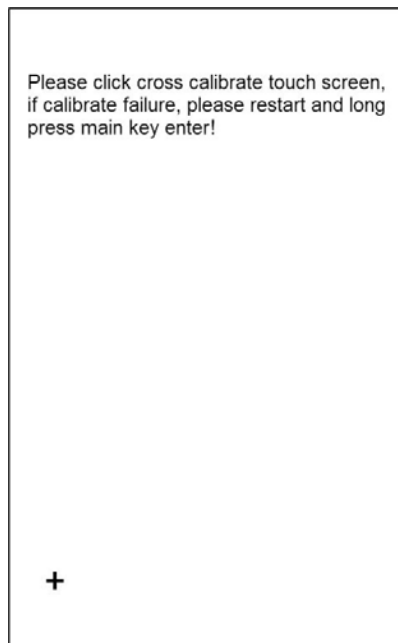 Please click cross calibrate touch screen,
if calibrate failure, please restart and long
press main key enter!